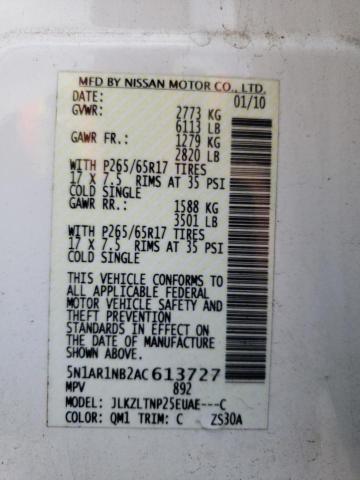 MFD BY NISSAN MOTOR CO., LTD.
DATE: 01/10
GVWR: 2773 KG
6113 LB
GAWR FR.: 1279 KG
2820 LB
WITH P265/65R17 TIRES
17 X 7.5 RIMS AT 35 PSI
COLD SINGLE
GAWR RR.: 1588 KG
3501 LB
WITH P265/65R17 TIRES
17 X 7.5 RIMS AT 35 PSI
COLD SINGLE
THIS VEHICLE CONFORMS TO
ALL APPLICABLE FEDERAL
MOTOR VEHICLE SAFETY AND
THEFT PREVENTION
STANDARDS IN EFFECT ON THE
DATE OF MANUFACTURE
SHOWN ABOVE.
5N1AR1NB2AC613727
MPV 892
MODEL: JLKZLTNP25EUAE---C
COLOR: QM1 TRIM: C ZS30A